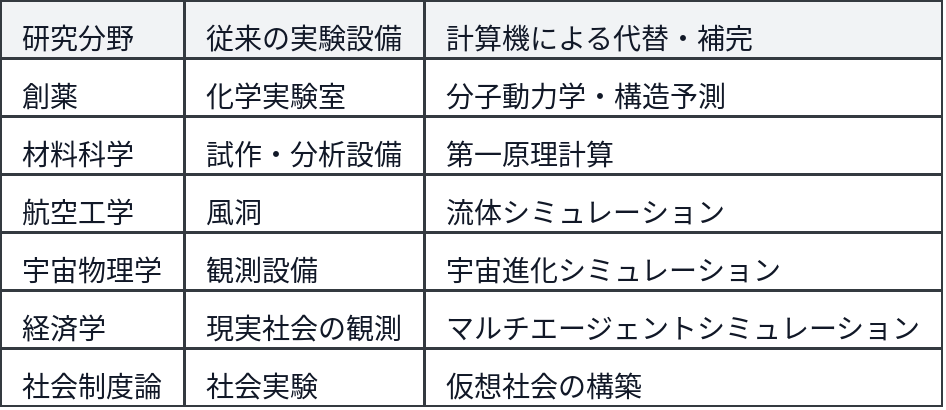 研究分野 従来の実験設備 計算機による代替・補完
創薬 化学実験室 分子動力学・構造予測
材料科学 試作・分析設備 第一原理計算
航空工学 風洞 流体シミュレーション
宇宙物理学 観測設備 宇宙進化シミュレーション
経済学 現実社会の観測 マルチエージェントシミュレーション
社会制度論 社会実験 仮想社会の構築